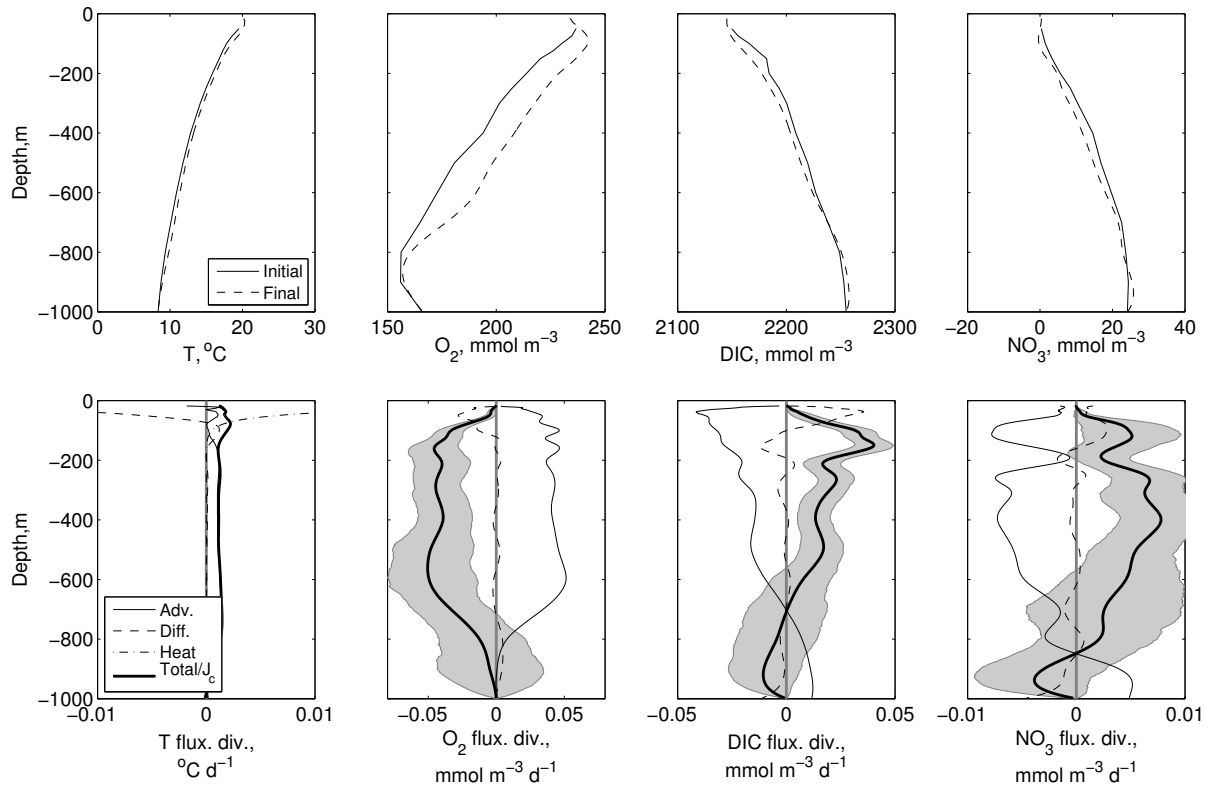 0
−200
−400
−600
−800
−1000
Depth,m
0 10 20 30
T, °C
Initial
Final
150 200 250
O₂, mmol m⁻³
2100 2200 2300
DIC, mmol m⁻³
−20 0 20 40
NO₃, mmol m⁻³
0
−200
−400
−600
−800
−1000
Depth,m
Adv.
Diff.
Heat
Total/J_c
−0.01 0 0.01
T flux. div.,
°C d⁻¹
−0.05 0 0.05
O₂ flux. div.,
mmol m⁻³ d⁻¹
−0.05 0 0.05
DIC flux div.,
mmol m⁻³ d⁻¹
−0.01 0 0.01
NO₃ flux div.,
mmol m⁻³ d⁻¹